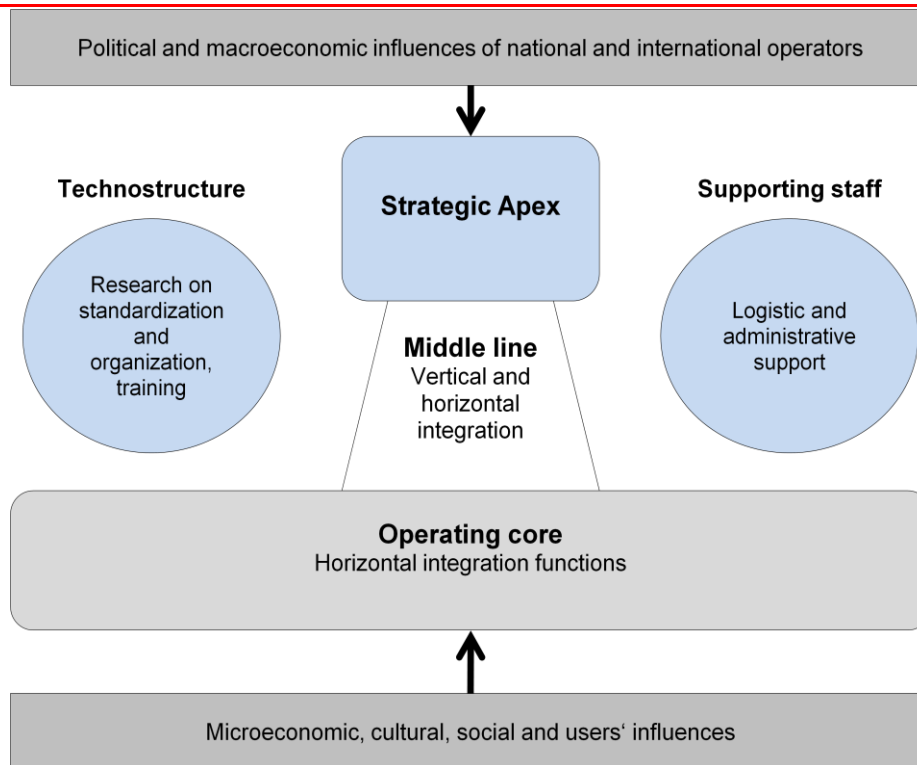 Political and macroeconomic influences of national and international operators
Technostructure
Strategic Apex
Supporting staff
Research on
standardization
and
organization,
training
Logistic and
administrative
support
Middle line
Vertical and
horizontal
integration
Operating core
Horizontal integration functions
Microeconomic, cultural, social and users‘ influences